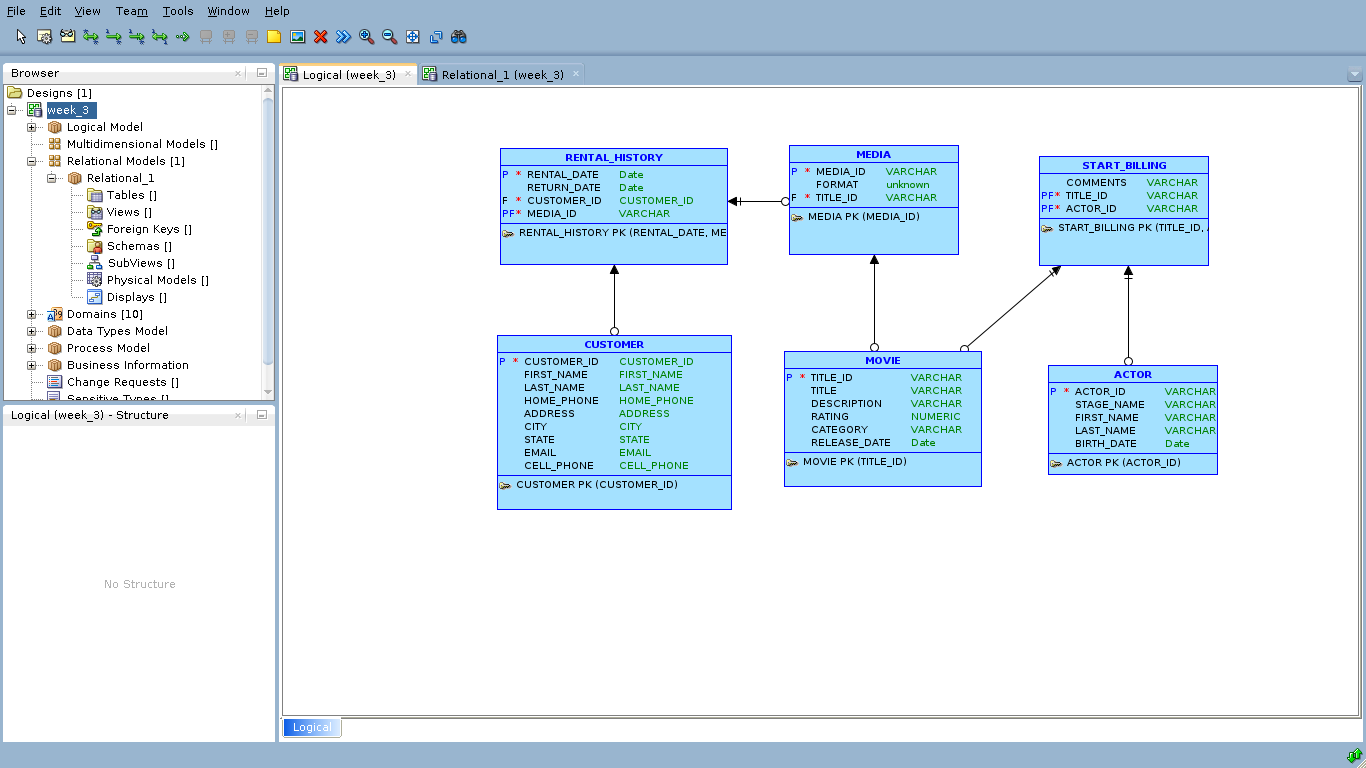 File Edit View Team Tools Window Help
Browser
Designs [1]
week_3
Logical Model
Multidimensional Models []
Relational Models [1]
Relational_1
Tables []
Views []
Foreign Keys []
Schemas []
SubViews []
Physical Models []
Displays []
Domains [10]
Data Types Model
Process Model
Business Information
Change Requests []
Sensitive Types []
Logical (week_3) - Structure
No Structure
Logical (week_3) Relational_1 (week_3)
RENTAL_HISTORY
P * RENTAL_DATE Date
RETURN_DATE Date
F * CUSTOMER_ID CUSTOMER_ID
PF* MEDIA_ID VARCHAR
RENTAL_HISTORY PK (RENTAL_DATE, ME
MEDIA
P * MEDIA_ID VARCHAR
FORMAT unknown
F * TITLE_ID VARCHAR
MEDIA PK (MEDIA_ID)
START_BILLING
COMMENTS VARCHAR
PF* TITLE_ID VARCHAR
PF* ACTOR_ID VARCHAR
START_BILLING PK (TITLE_ID,
CUSTOMER
P * CUSTOMER_ID CUSTOMER_ID
FIRST_NAME FIRST_NAME
LAST_NAME LAST_NAME
HOME_PHONE HOME_PHONE
ADDRESS ADDRESS
CITY CITY
STATE STATE
EMAIL EMAIL
CELL_PHONE CELL_PHONE
CUSTOMER PK (CUSTOMER_ID)
MOVIE
P * TITLE_ID VARCHAR
TITLE VARCHAR
DESCRIPTION VARCHAR
RATING NUMERIC
CATEGORY VARCHAR
RELEASE_DATE Date
MOVIE PK (TITLE_ID)
ACTOR
P * ACTOR_ID VARCHAR
STAGE_NAME VARCHAR
FIRST_NAME VARCHAR
LAST_NAME VARCHAR
BIRTH_DATE Date
ACTOR PK (ACTOR_ID)
Logical